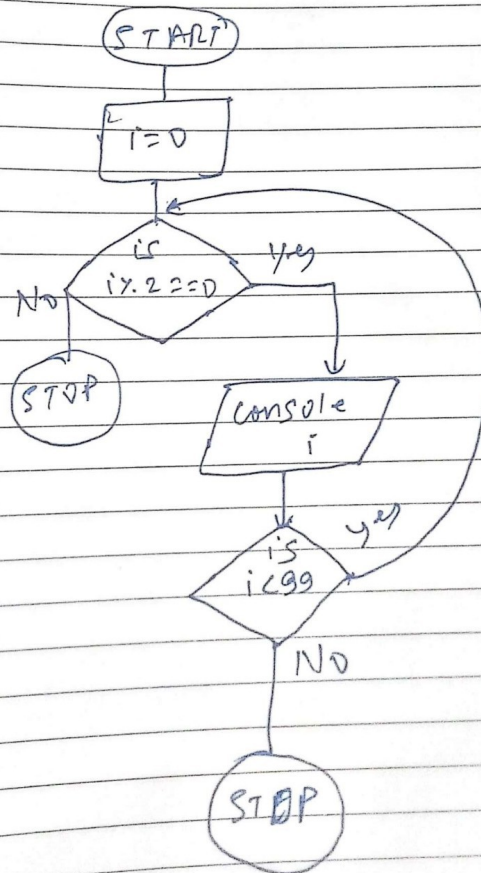 START
i=0
is
i%2==0
Yes
No
STOP
console
i
is
i<99
yes
NO
STOP